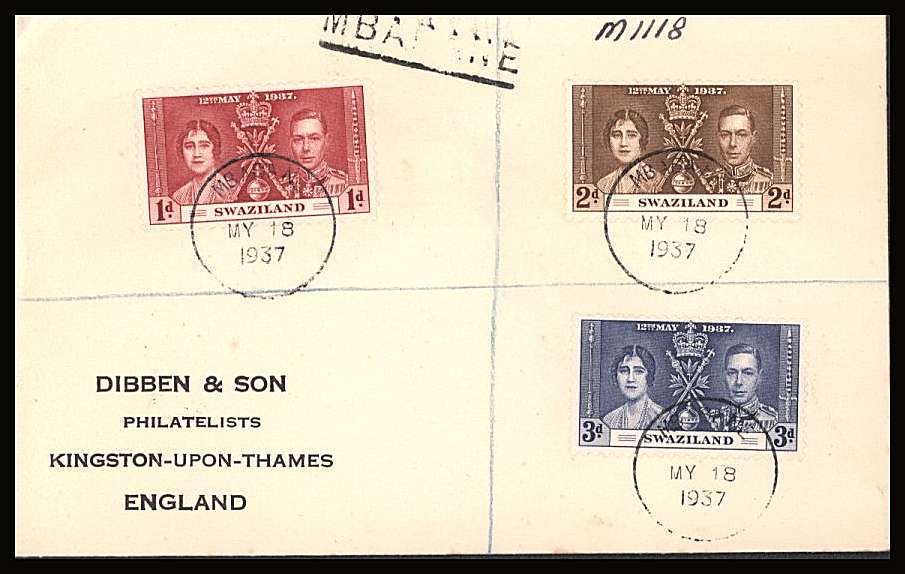 M1118
12TH MAY 1937.
1d. 1d.
SWAZILAND
MY 18
1937
12TH MAY 1937.
2d. 2d.
SWAZILAND
MY 18
1937
12TH MAY 1937.
3d. 3d.
SWAZILAND
MY 18
1937
DIBBEN & SON
PHILATELISTS
KINGSTON-UPON-THAMES
ENGLAND